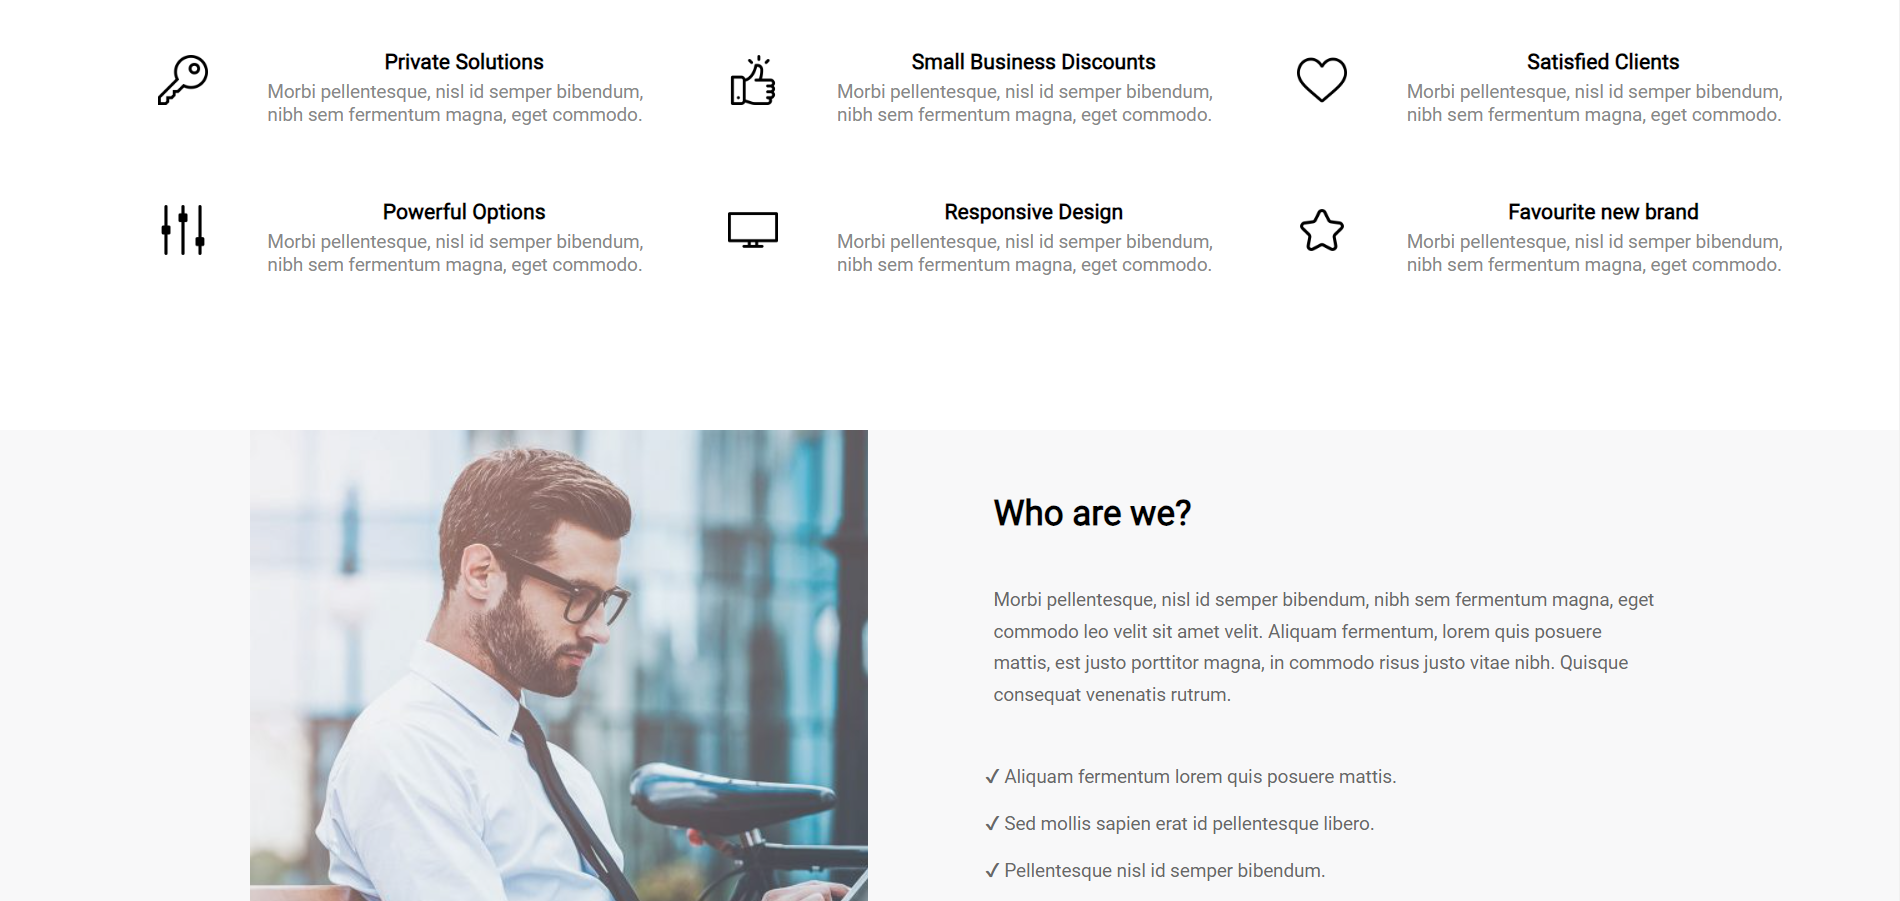 Private Solutions
Morbi pellentesque, nisl id semper bibendum,
nibh sem fermentum magna, eget commodo.
Small Business Discounts
Morbi pellentesque, nisl id semper bibendum,
nibh sem fermentum magna, eget commodo.
Satisfied Clients
Morbi pellentesque, nisl id semper bibendum,
nibh sem fermentum magna, eget commodo.
Powerful Options
Morbi pellentesque, nisl id semper bibendum,
nibh sem fermentum magna, eget commodo.
Responsive Design
Morbi pellentesque, nisl id semper bibendum,
nibh sem fermentum magna, eget commodo.
Favourite new brand
Morbi pellentesque, nisl id semper bibendum,
nibh sem fermentum magna, eget commodo.
Who are we?
Morbi pellentesque, nisl id semper bibendum, nibh sem fermentum magna, eget
commodo leo velit sit amet velit. Aliquam fermentum, lorem quis posuere
mattis, est justo porttitor magna, in commodo risus justo vitae nibh. Quisque
consequat venenatis rutrum.
✓ Aliquam fermentum lorem quis posuere mattis.
✓ Sed mollis sapien erat id pellentesque libero.
✓ Pellentesque nisl id semper bibendum.